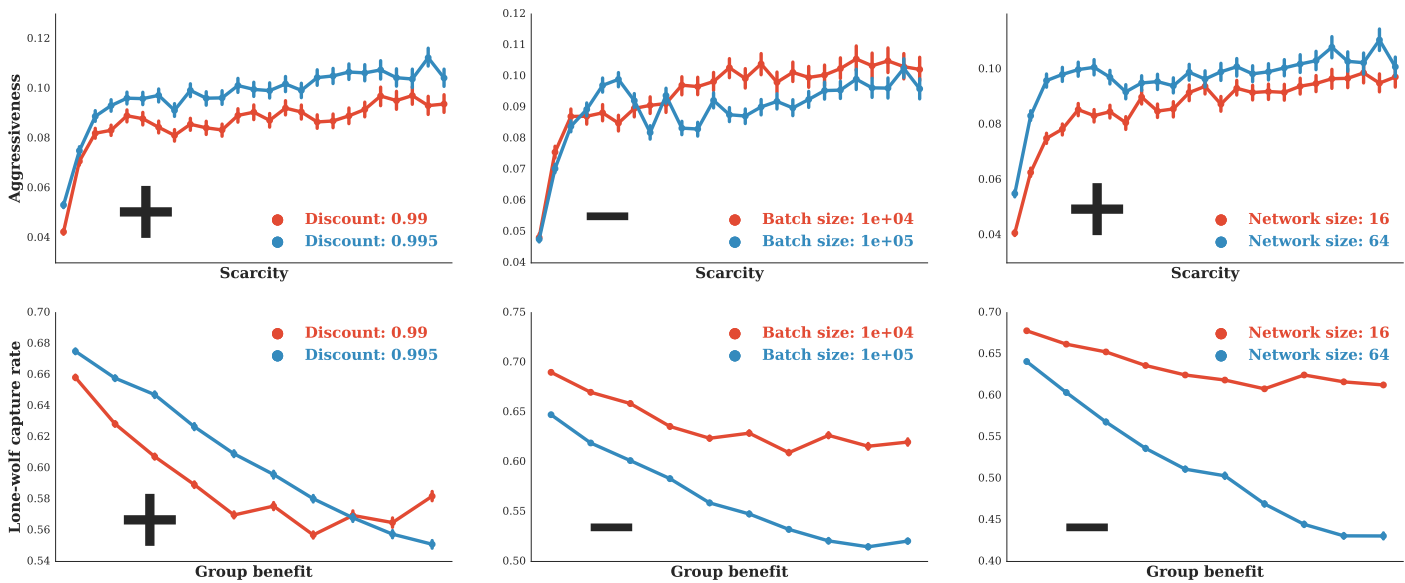 Aggressiveness
0.12
0.10
0.08
0.06
0.04
+
Discount: 0.99
Discount: 0.995
Scarcity
0.12
0.11
0.10
0.09
0.08
0.07
0.06
0.05
0.04
−
Batch size: 1e+04
Batch size: 1e+05
Scarcity
0.10
0.08
0.06
0.04
+
Network size: 16
Network size: 64
Scarcity
Lone-wolf capture rate
0.70
0.68
0.66
0.64
0.62
0.60
0.58
0.56
0.54
Discount: 0.99
Discount: 0.995
+
Group benefit
0.75
0.70
0.65
0.60
0.55
0.50
Batch size: 1e+04
Batch size: 1e+05
−
Group benefit
0.70
0.65
0.60
0.55
0.50
0.45
0.40
Network size: 16
Network size: 64
−
Group benefit